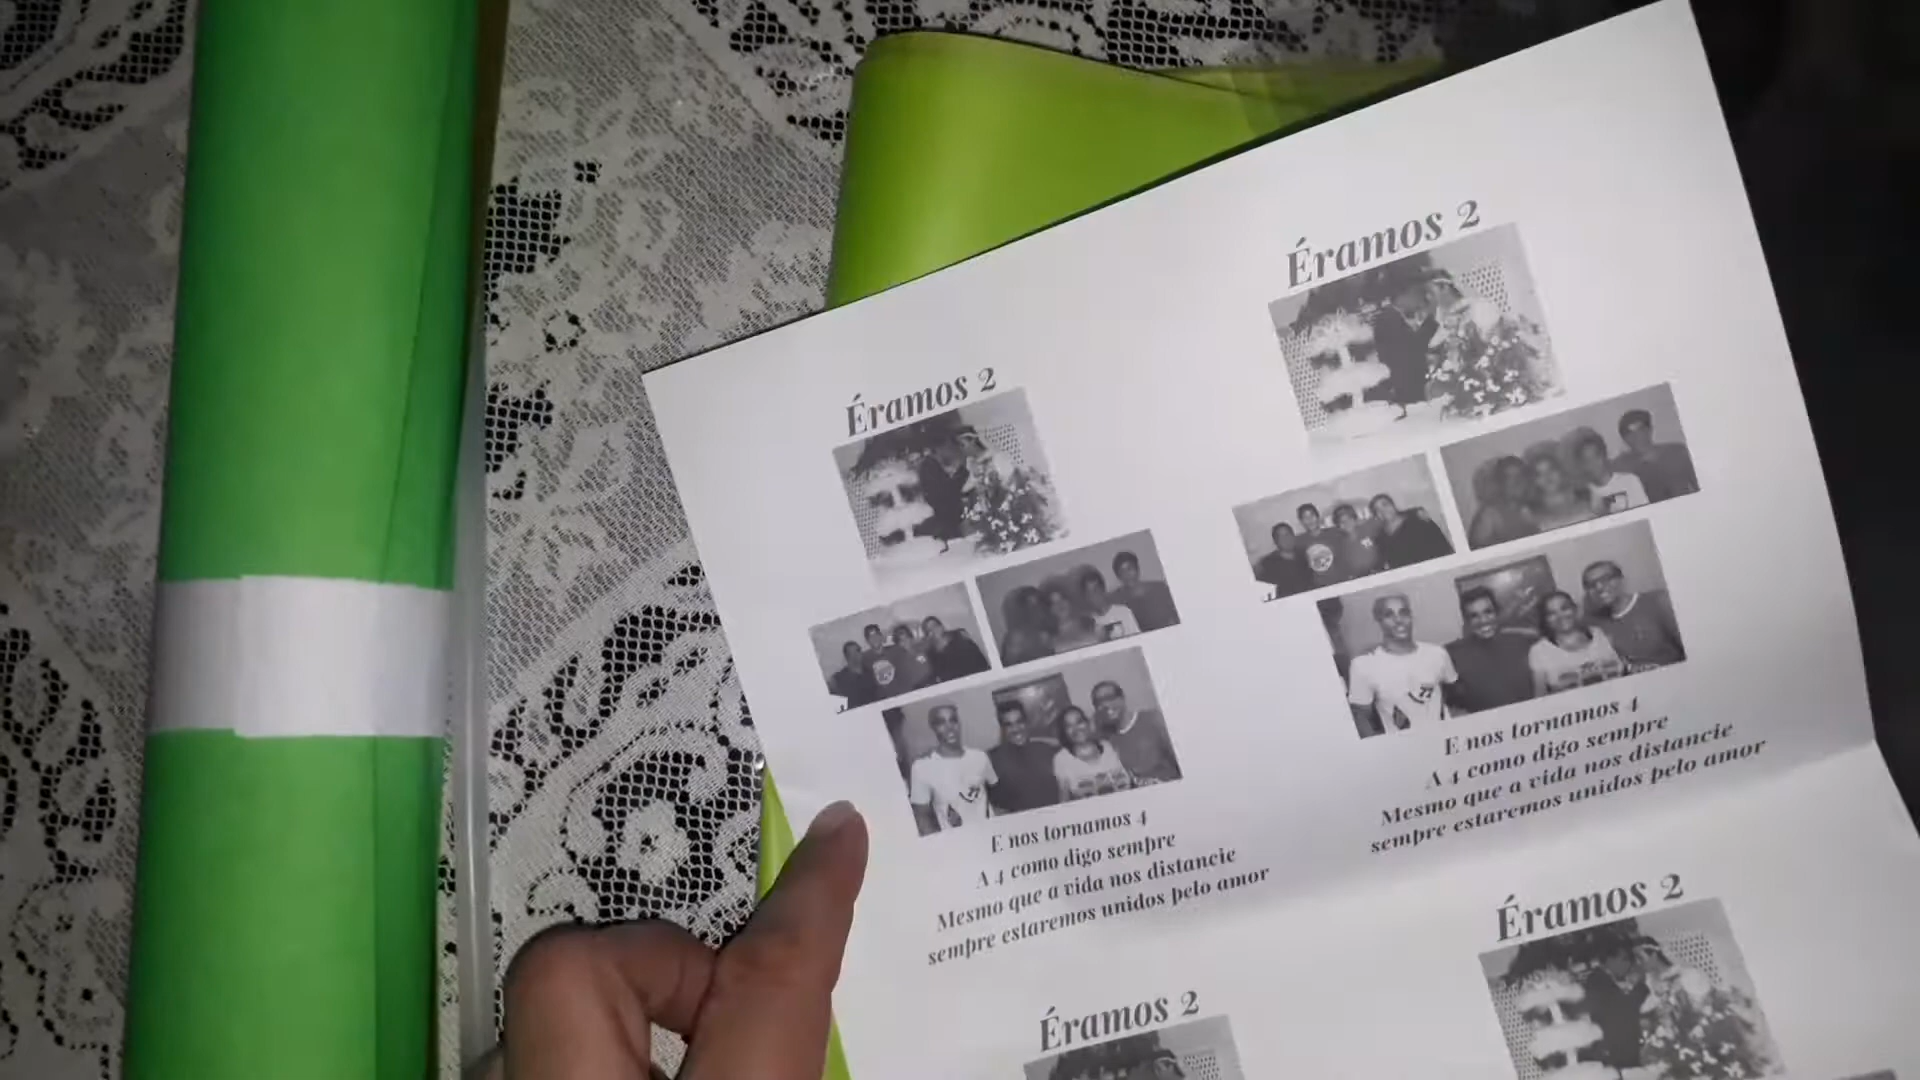 Éramos 2
E nos tornamos 4
A 4 como digo sempre
Mesmo que a vida nos distancie
sempre estaremos unidos pelo amor
Éramos 2
E nos tornamos 4
A 4 como digo sempre
Mesmo que a vida nos distancie
sempre estaremos unidos pelo amor
Éramos 2
Éramos 2